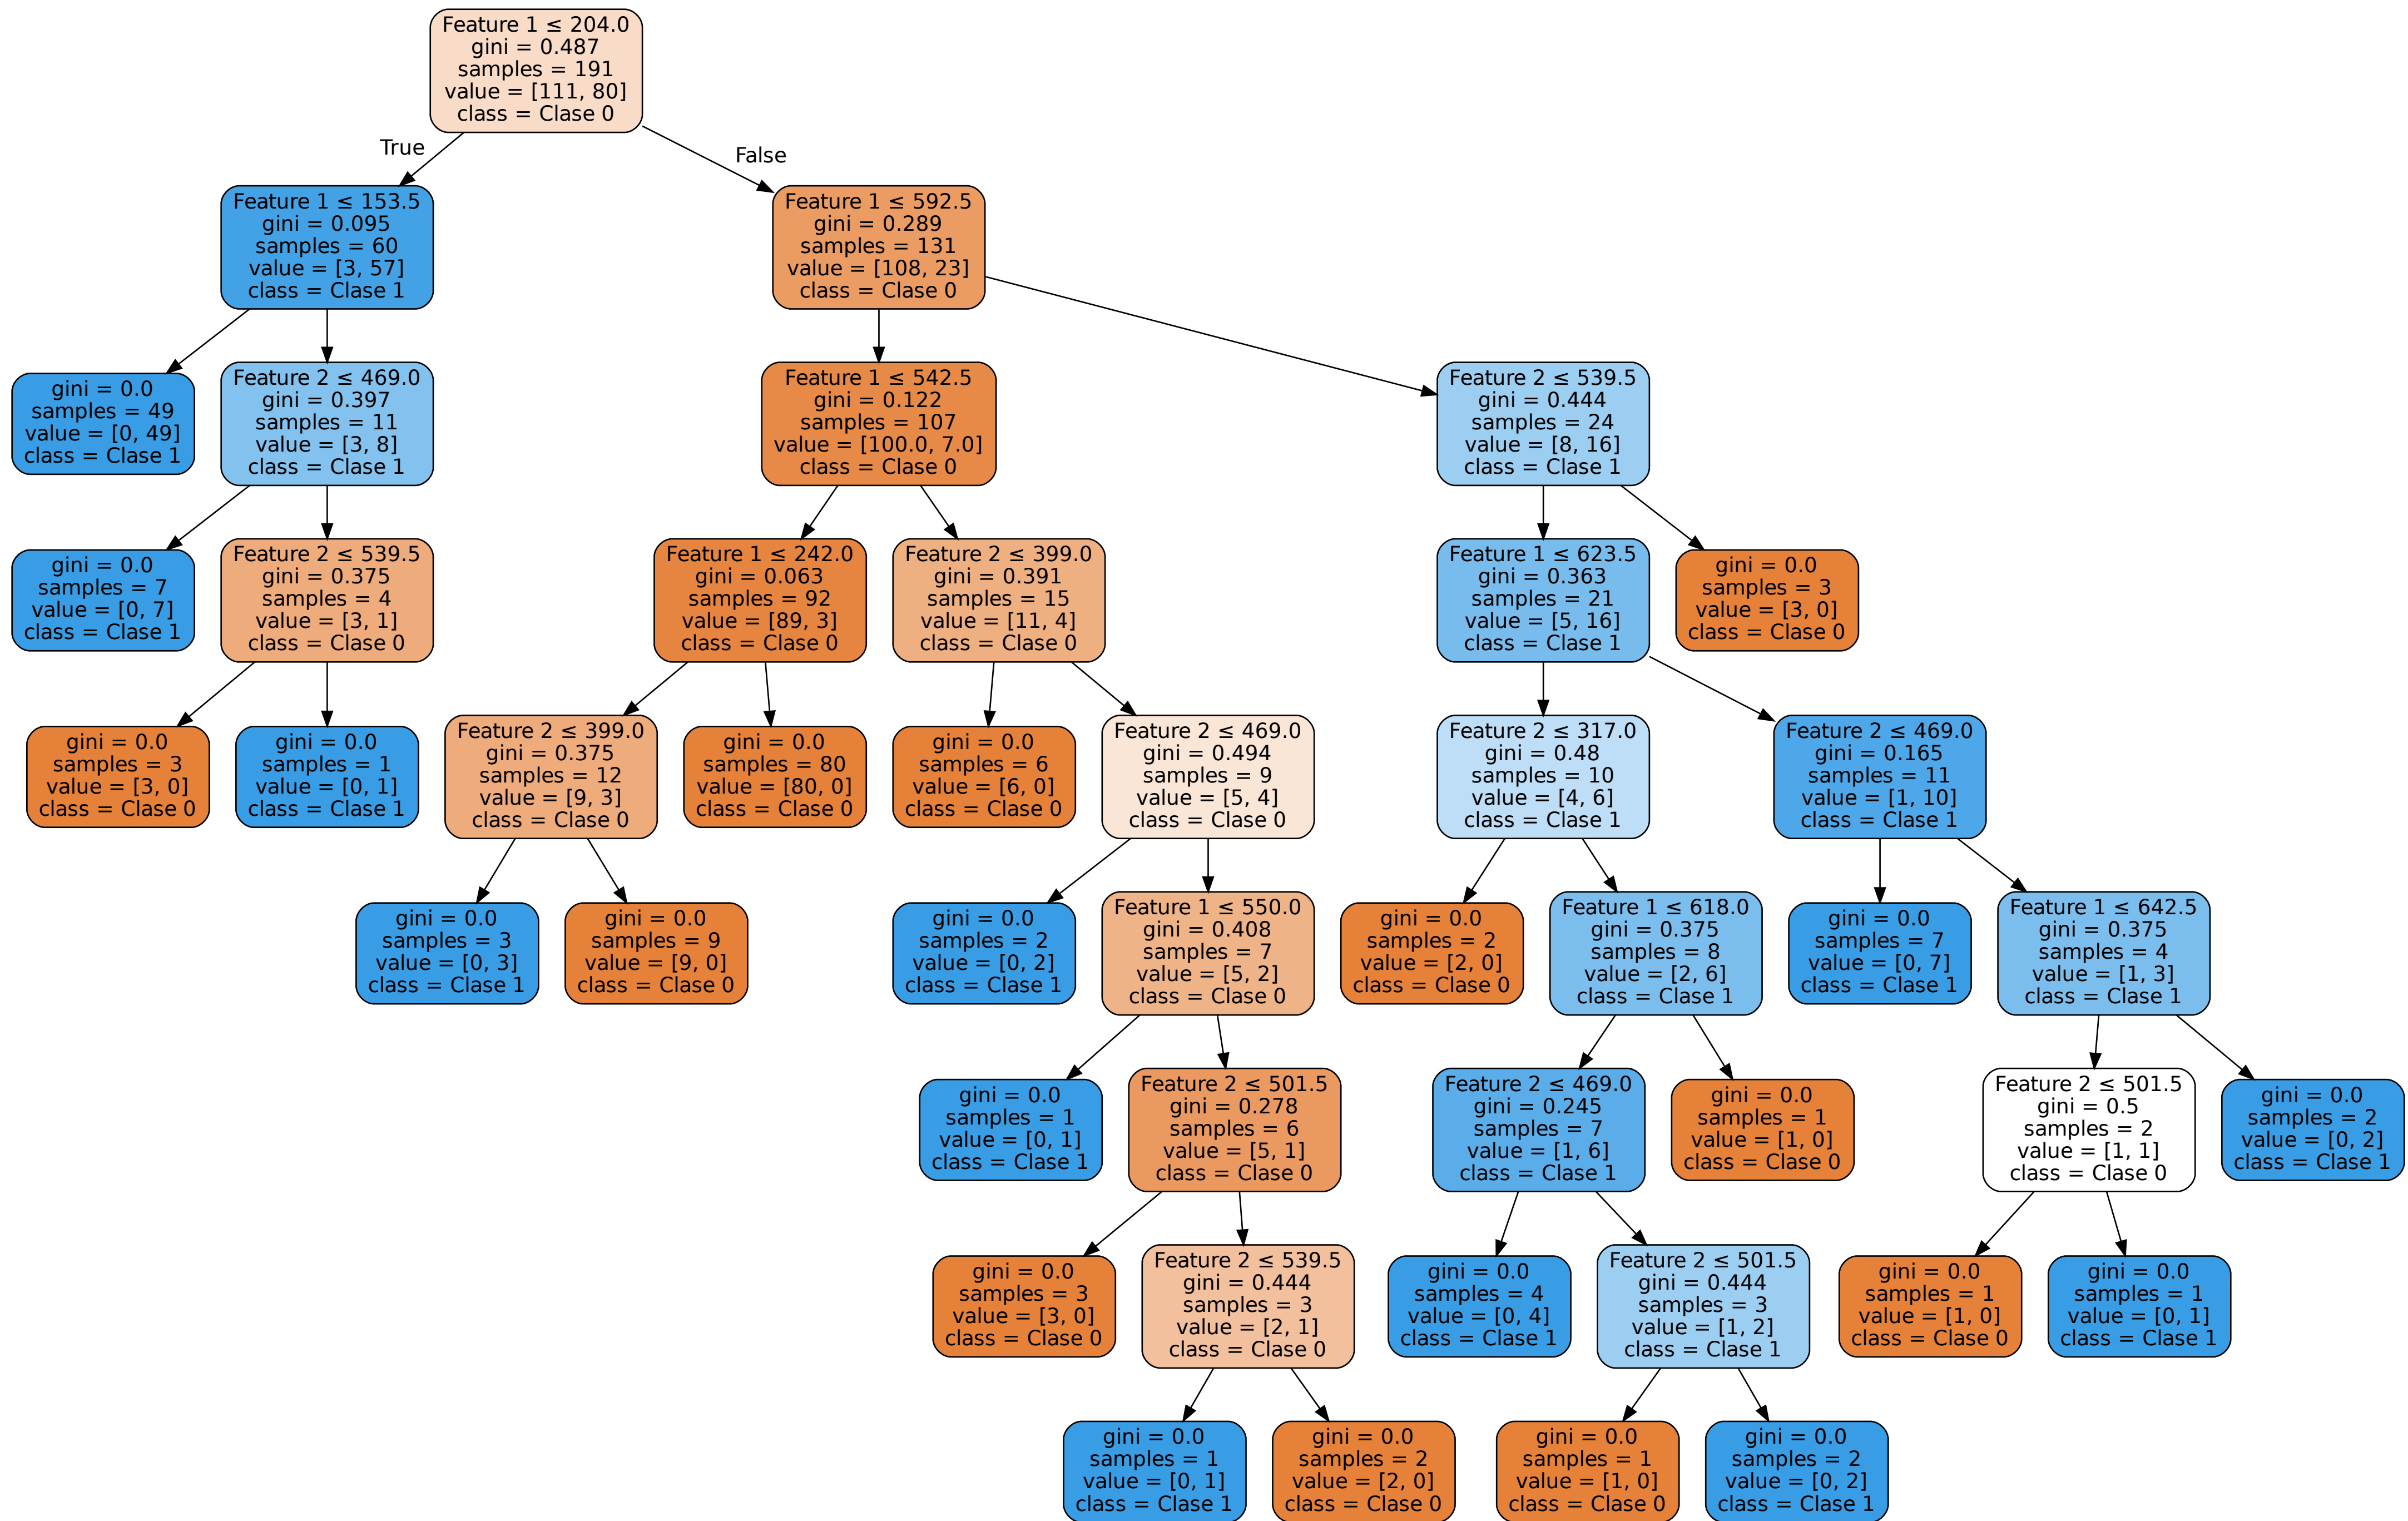 Feature 1 ≤ 204.0
gini = 0.487
samples = 191
value = [111, 80]
class = Clase 0
True
False
Feature 1 ≤ 153.5
gini = 0.095
samples = 60
value = [3, 57]
class = Clase 1
Feature 1 ≤ 592.5
gini = 0.289
samples = 131
value = [108, 23]
class = Clase 0
gini = 0.0
samples = 49
value = [0, 49]
class = Clase 1
Feature 2 ≤ 469.0
gini = 0.397
samples = 11
value = [3, 8]
class = Clase 1
Feature 1 ≤ 542.5
gini = 0.122
samples = 107
value = [100.0, 7.0]
class = Clase 0
Feature 2 ≤ 539.5
gini = 0.444
samples = 24
value = [8, 16]
class = Clase 1
gini = 0.0
samples = 7
value = [0, 7]
class = Clase 1
Feature 2 ≤ 539.5
gini = 0.375
samples = 4
value = [3, 1]
class = Clase 0
Feature 1 ≤ 242.0
gini = 0.063
samples = 92
value = [89, 3]
class = Clase 0
Feature 2 ≤ 399.0
gini = 0.391
samples = 15
value = [11, 4]
class = Clase 0
Feature 1 ≤ 623.5
gini = 0.363
samples = 21
value = [5, 16]
class = Clase 1
gini = 0.0
samples = 3
value = [3, 0]
class = Clase 0
gini = 0.0
samples = 3
value = [3, 0]
class = Clase 0
gini = 0.0
samples = 1
value = [0, 1]
class = Clase 1
Feature 2 ≤ 399.0
gini = 0.375
samples = 12
value = [9, 3]
class = Clase 0
gini = 0.0
samples = 80
value = [80, 0]
class = Clase 0
gini = 0.0
samples = 6
value = [6, 0]
class = Clase 0
Feature 2 ≤ 469.0
gini = 0.494
samples = 9
value = [5, 4]
class = Clase 0
Feature 2 ≤ 317.0
gini = 0.48
samples = 10
value = [4, 6]
class = Clase 1
Feature 2 ≤ 469.0
gini = 0.165
samples = 11
value = [1, 10]
class = Clase 1
gini = 0.0
samples = 3
value = [0, 3]
class = Clase 1
gini = 0.0
samples = 9
value = [9, 0]
class = Clase 0
gini = 0.0
samples = 2
value = [0, 2]
class = Clase 1
Feature 1 ≤ 550.0
gini = 0.408
samples = 7
value = [5, 2]
class = Clase 0
gini = 0.0
samples = 2
value = [2, 0]
class = Clase 0
Feature 1 ≤ 618.0
gini = 0.375
samples = 8
value = [2, 6]
class = Clase 1
gini = 0.0
samples = 7
value = [0, 7]
class = Clase 1
Feature 1 ≤ 642.5
gini = 0.375
samples = 4
value = [1, 3]
class = Clase 1
gini = 0.0
samples = 1
value = [0, 1]
class = Clase 1
Feature 2 ≤ 501.5
gini = 0.278
samples = 6
value = [5, 1]
class = Clase 0
Feature 2 ≤ 469.0
gini = 0.245
samples = 7
value = [1, 6]
class = Clase 1
gini = 0.0
samples = 1
value = [1, 0]
class = Clase 0
Feature 2 ≤ 501.5
gini = 0.5
samples = 2
value = [1, 1]
class = Clase 0
gini = 0.0
samples = 2
value = [0, 2]
class = Clase 1
gini = 0.0
samples = 3
value = [3, 0]
class = Clase 0
Feature 2 ≤ 539.5
gini = 0.444
samples = 3
value = [2, 1]
class = Clase 0
gini = 0.0
samples = 4
value = [0, 4]
class = Clase 1
Feature 2 ≤ 501.5
gini = 0.444
samples = 3
value = [1, 2]
class = Clase 1
gini = 0.0
samples = 1
value = [1, 0]
class = Clase 0
gini = 0.0
samples = 1
value = [0, 1]
class = Clase 1
gini = 0.0
samples = 1
value = [0, 1]
class = Clase 1
gini = 0.0
samples = 2
value = [2, 0]
class = Clase 0
gini = 0.0
samples = 1
value = [1, 0]
class = Clase 0
gini = 0.0
samples = 2
value = [0, 2]
class = Clase 1